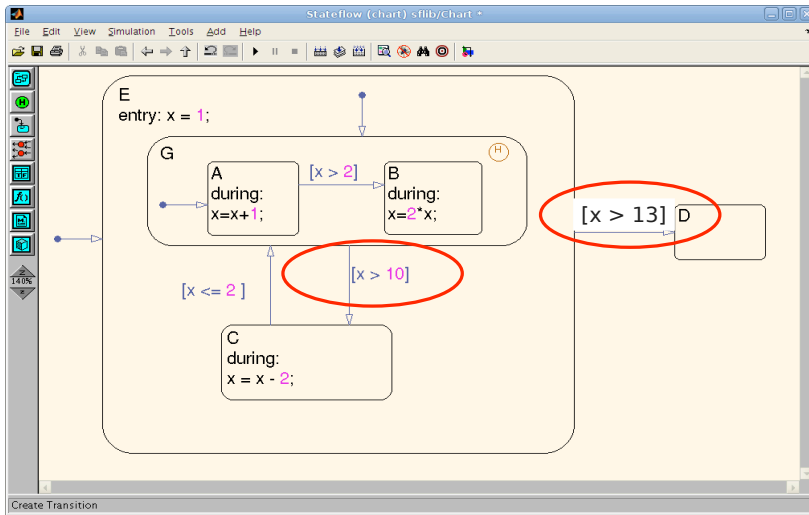 Stateflow (chart) sflib/Chart *
File Edit View Simulation Tools Add Help
E
entry: x = 1;
G
H
A
during:
x=x+1;
[x > 2]
B
during:
x=2*x;
[x > 13]
D
[x <= 2 ]
[x > 10]
C
during:
x = x - 2;
140%
Create Transition